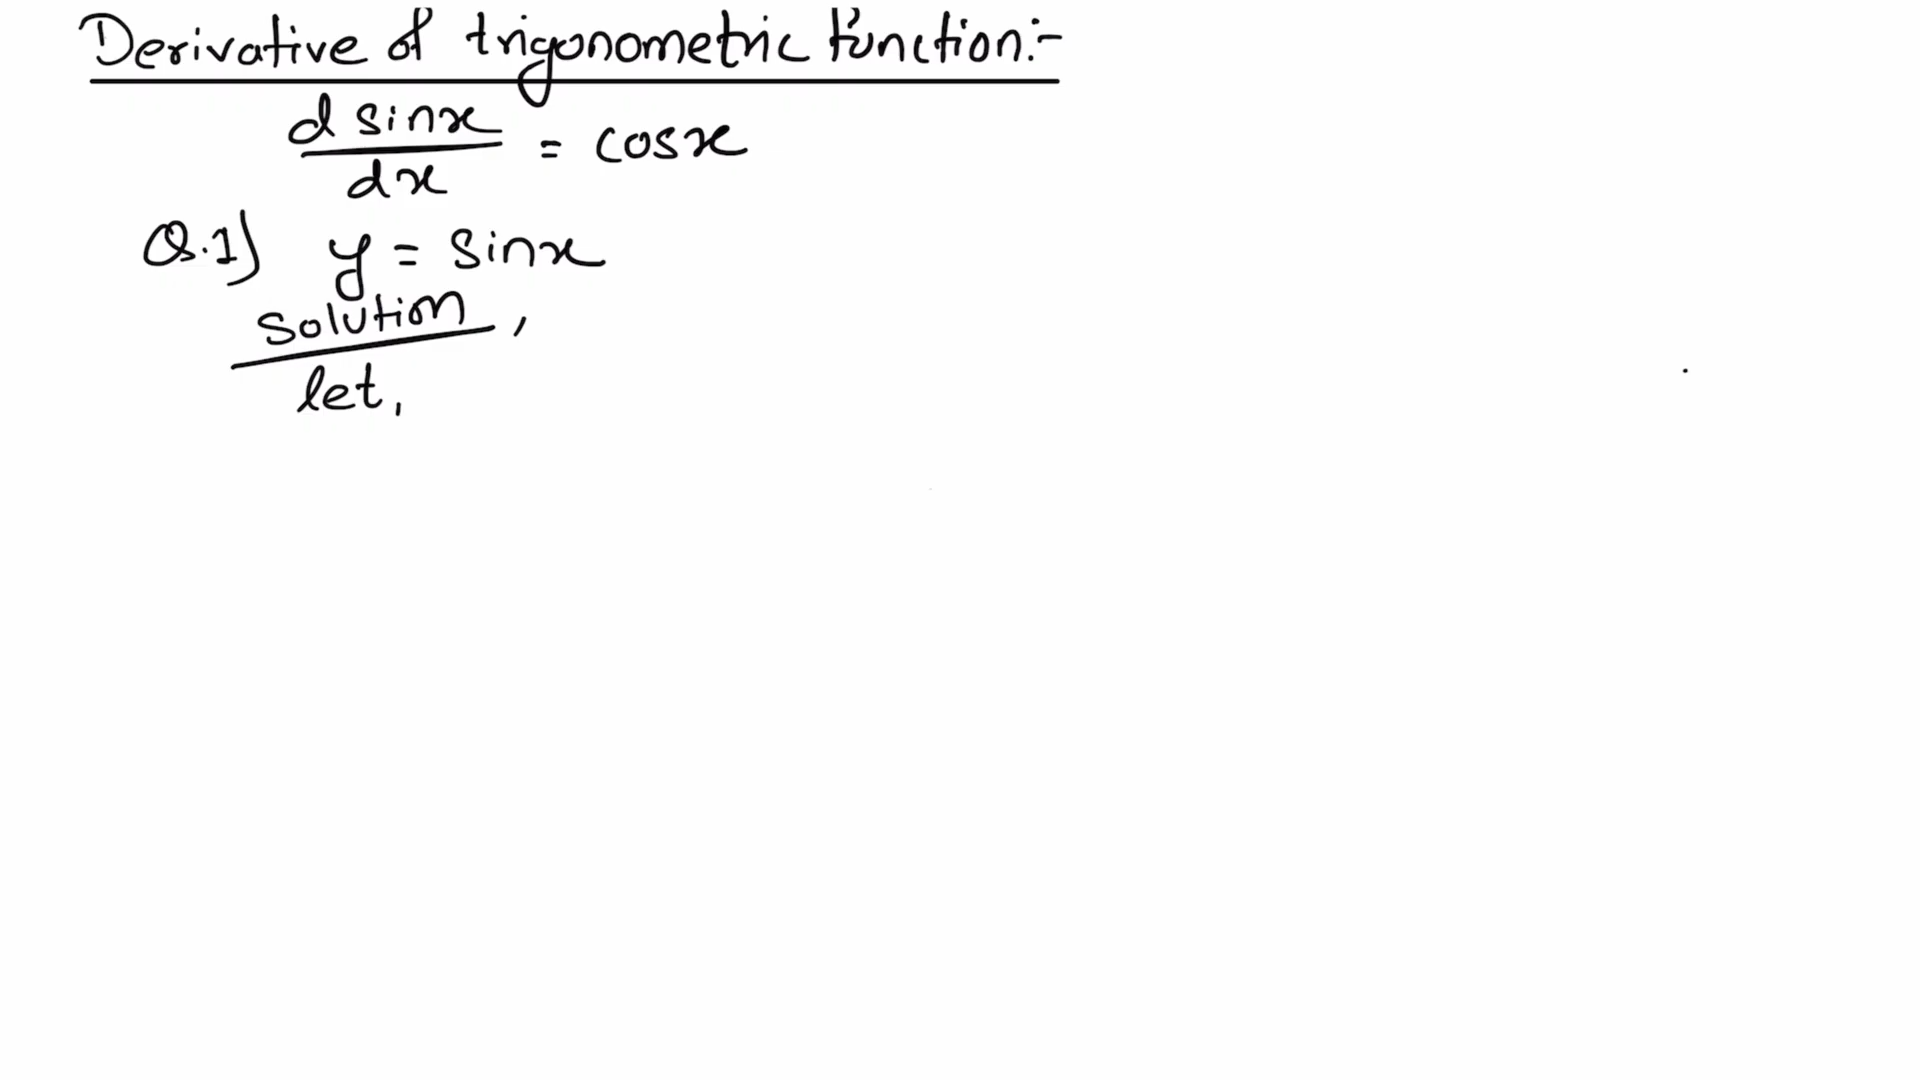 Derivative of trigonometric function:-
d sinx
dx
= cosx
Q.1) y = sinx
solution,
let,